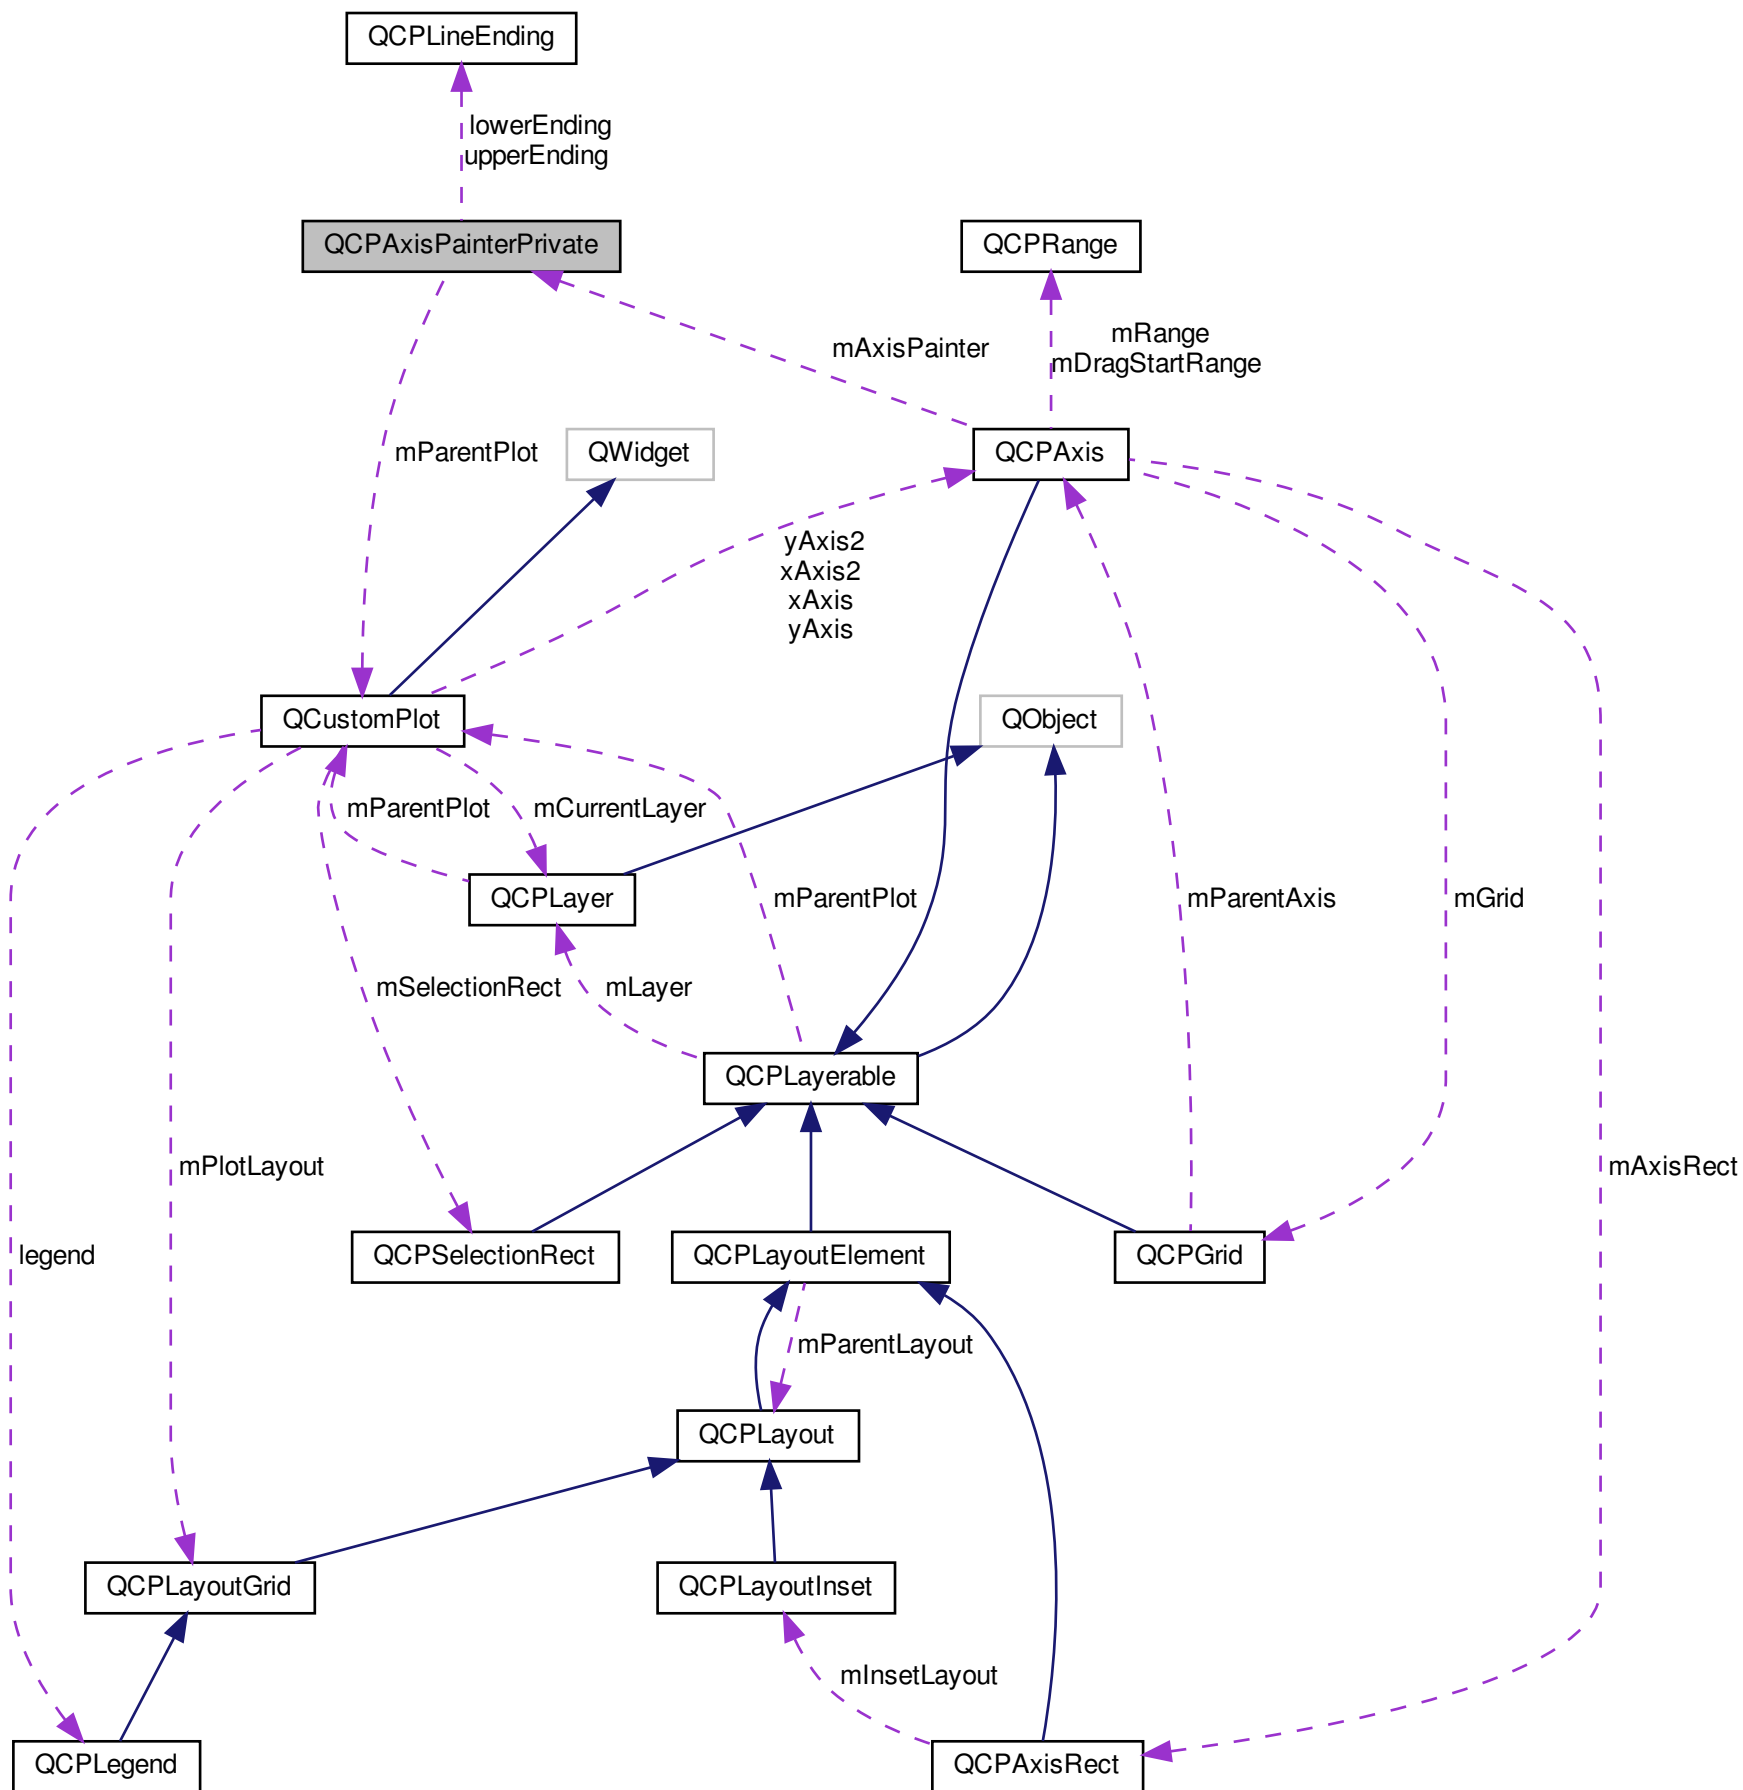 QCPLineEnding
lowerEnding
upperEnding
QCPAxisPainterPrivate
QCPRange
mAxisPainter
mRange
mDragStartRange
mParentPlot
QWidget
QCPAxis
yAxis2
xAxis2
xAxis
yAxis
QCustomPlot
QObject
mParentPlot
mCurrentLayer
QCPLayer
mParentPlot
mParentAxis
mGrid
mSelectionRect
mLayer
QCPLayerable
mPlotLayout
mAxisRect
legend
QCPSelectionRect
QCPLayoutElement
QCPGrid
mParentLayout
QCPLayout
QCPLayoutGrid
QCPLayoutInset
mInsetLayout
QCPLegend
QCPAxisRect